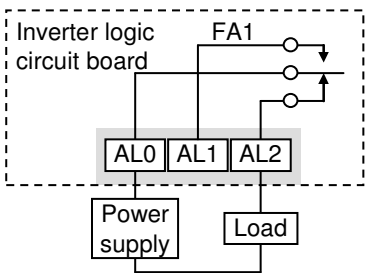 Inverter logic
circuit board
FA1
AL0 AL1 AL2
Power
supply
Load